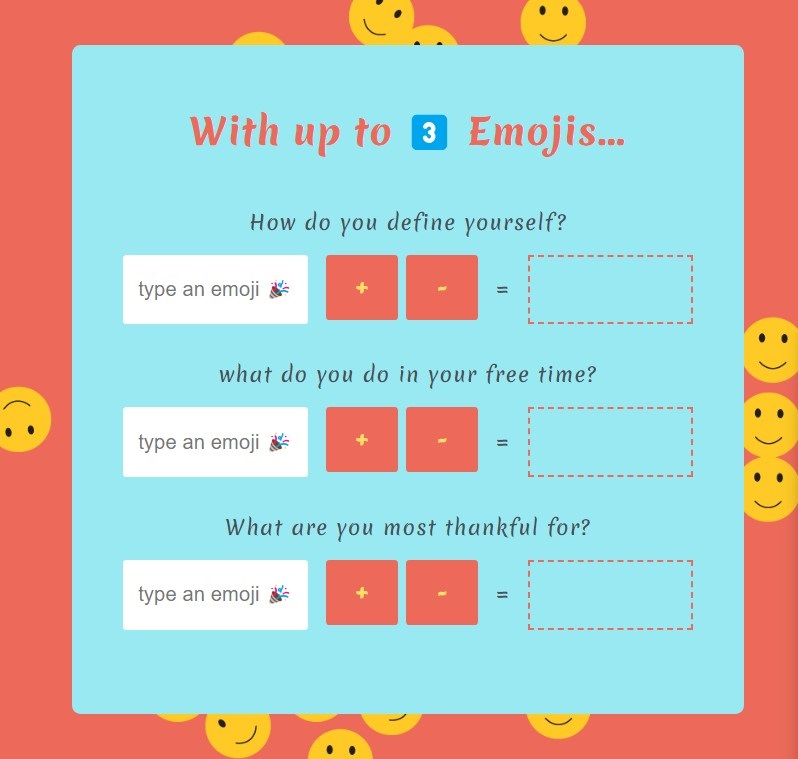 With up to 3️⃣ Emojis...
How do you define yourself?
type an emoji 🎉 + - =
what do you do in your free time?
type an emoji 🎉 + - =
What are you most thankful for?
type an emoji 🎉 + - =